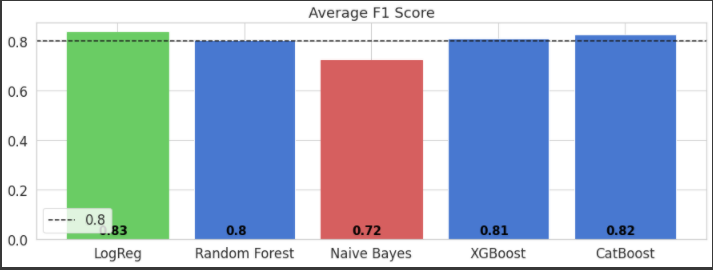 Average F1 Score
0.8
0.6
0.4
0.2
0.0
0.8
0.83 0.8 0.72 0.81 0.82
LogReg Random Forest Naive Bayes XGBoost CatBoost